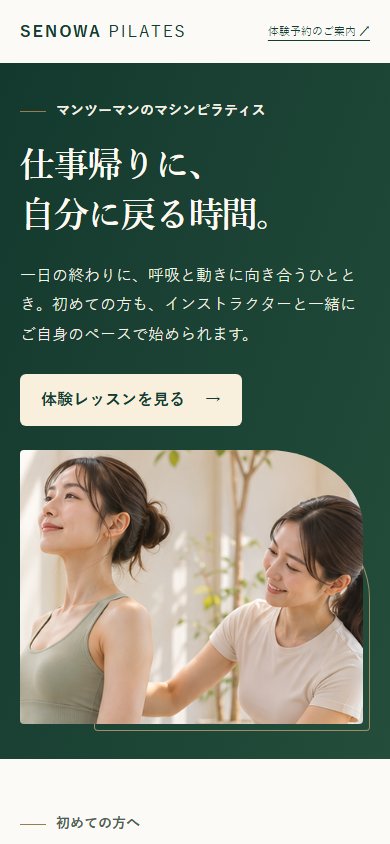 SENOWA PILATES
体験予約のご案内 ↗
マンツーマンのマシンピラティス
仕事帰りに、
自分に戻る時間。
一日の終わりに、呼吸と動きに向き合うひとと
き。初めての方も、インストラクターと一緒に
ご自身のペースで始められます。
体験レッスンを見る →
初めての方へ